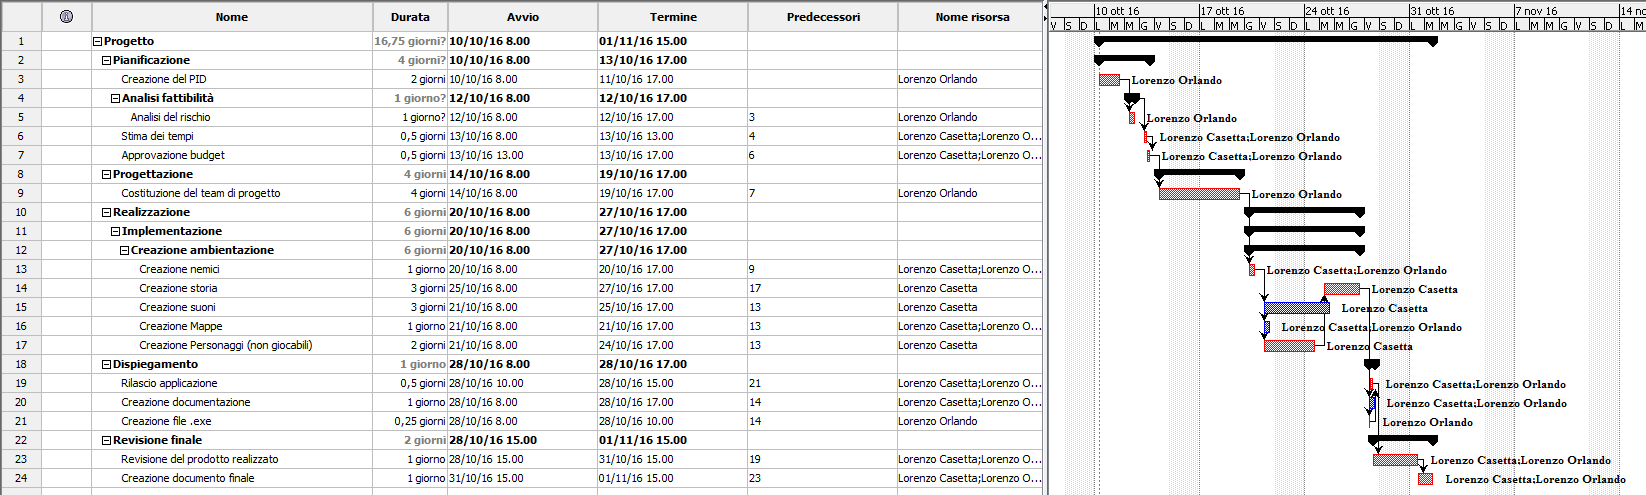 Nome Durata Avvio Termine Predecessori Nome risorsa
10 ott 16 17 ott 16 24 ott 16 31 ott 16 7 nov 16 14 no
V S D L M M G V S D L M M G V S D L M M G V S D L M M G V S D L M M G V S D L M
1 Progetto 16,75 giorni? 10/10/16 8.00 01/11/16 15.00
2 Pianificazione 4 giorni? 10/10/16 8.00 13/10/16 17.00
3 Creazione del PID 2 giorni 10/10/16 8.00 11/10/16 17.00 Lorenzo Orlando Lorenzo Orlando
4 Analisi fattibilità 1 giorno? 12/10/16 8.00 12/10/16 17.00
5 Analisi del rischio 1 giorno? 12/10/16 8.00 12/10/16 17.00 3 Lorenzo Orlando Lorenzo Orlando
6 Stima dei tempi 0,5 giorni 13/10/16 8.00 13/10/16 13.00 4 Lorenzo Casetta;Lorenzo O... Lorenzo Casetta;Lorenzo Orlando
7 Approvazione budget 0,5 giorni 13/10/16 13.00 13/10/16 17.00 6 Lorenzo Casetta;Lorenzo O... Lorenzo Casetta;Lorenzo Orlando
8 Progettazione 4 giorni 14/10/16 8.00 19/10/16 17.00
9 Costituzione del team di progetto 4 giorni 14/10/16 8.00 19/10/16 17.00 7 Lorenzo Orlando Lorenzo Orlando
10 Realizzazione 6 giorni 20/10/16 8.00 27/10/16 17.00
11 Implementazione 6 giorni 20/10/16 8.00 27/10/16 17.00
12 Creazione ambientazione 6 giorni 20/10/16 8.00 27/10/16 17.00
13 Creazione nemici 1 giorno 20/10/16 8.00 20/10/16 17.00 9 Lorenzo Casetta;Lorenzo O... Lorenzo Casetta;Lorenzo Orlando
14 Creazione storia 3 giorni 25/10/16 8.00 27/10/16 17.00 17 Lorenzo Casetta Lorenzo Casetta
15 Creazione suoni 3 giorni 21/10/16 8.00 25/10/16 17.00 13 Lorenzo Casetta Lorenzo Casetta
16 Creazione Mappe 1 giorno 21/10/16 8.00 21/10/16 17.00 13 Lorenzo Casetta;Lorenzo O... Lorenzo Casetta;Lorenzo Orlando
17 Creazione Personaggi (non giocabili) 2 giorni 21/10/16 8.00 24/10/16 17.00 13 Lorenzo Casetta Lorenzo Casetta
18 Dispiegamento 1 giorno 28/10/16 8.00 28/10/16 17.00
19 Rilascio applicazione 0,5 giorni 28/10/16 10.00 28/10/16 15.00 21 Lorenzo Casetta;Lorenzo O... Lorenzo Casetta;Lorenzo Orlando
20 Creazione documentazione 1 giorno 28/10/16 8.00 28/10/16 17.00 14 Lorenzo Casetta;Lorenzo O... Lorenzo Casetta;Lorenzo Orlando
21 Creazione file .exe 0,25 giorni 28/10/16 8.00 28/10/16 10.00 14 Lorenzo Orlando Lorenzo Orlando
22 Revisione finale 2 giorni 28/10/16 15.00 01/11/16 15.00
23 Revisione del prodotto realizzato 1 giorno 28/10/16 15.00 31/10/16 15.00 19 Lorenzo Casetta;Lorenzo O... Lorenzo Casetta;Lorenzo Orlando
24 Creazione documento finale 1 giorno 31/10/16 15.00 01/11/16 15.00 23 Lorenzo Casetta;Lorenzo O... Lorenzo Casetta;Lorenzo Orlando